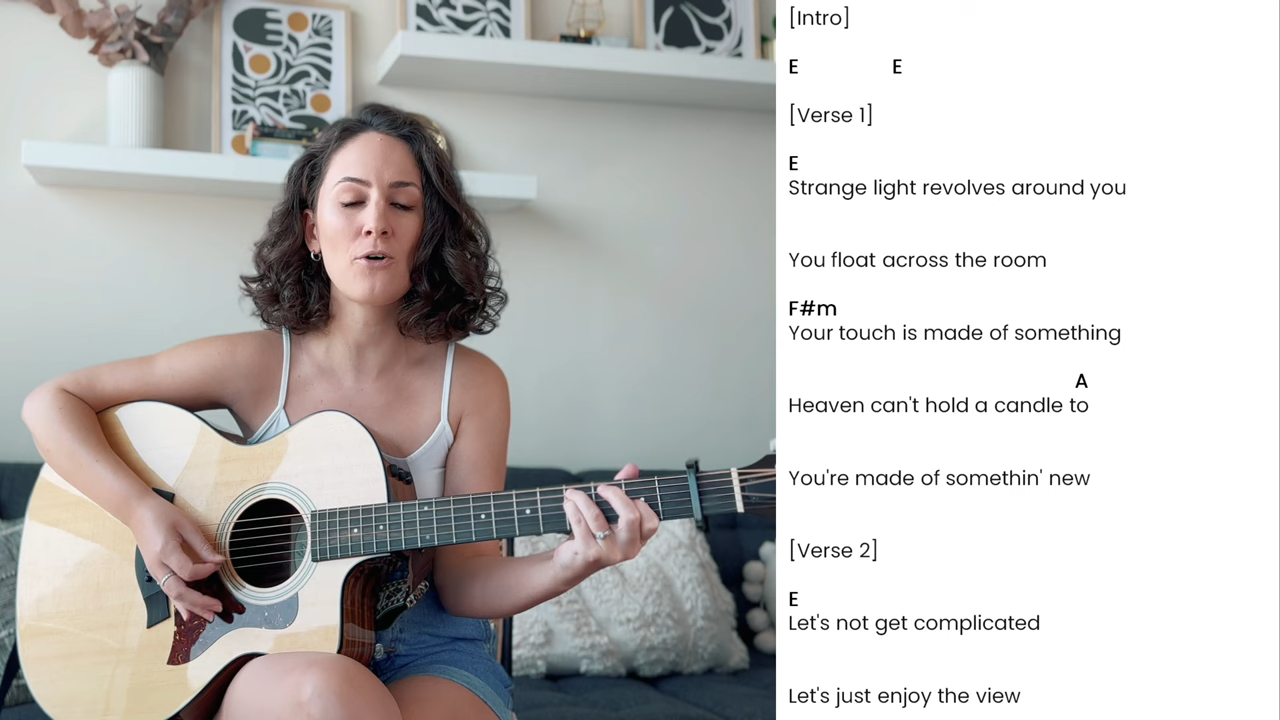 [Intro]
E E
[Verse 1]
E
Strange light revolves around you
You float across the room
F#m
Your touch is made of something
A
Heaven can't hold a candle to
You're made of somethin' new
[Verse 2]
E
Let's not get complicated
Let's just enjoy the view